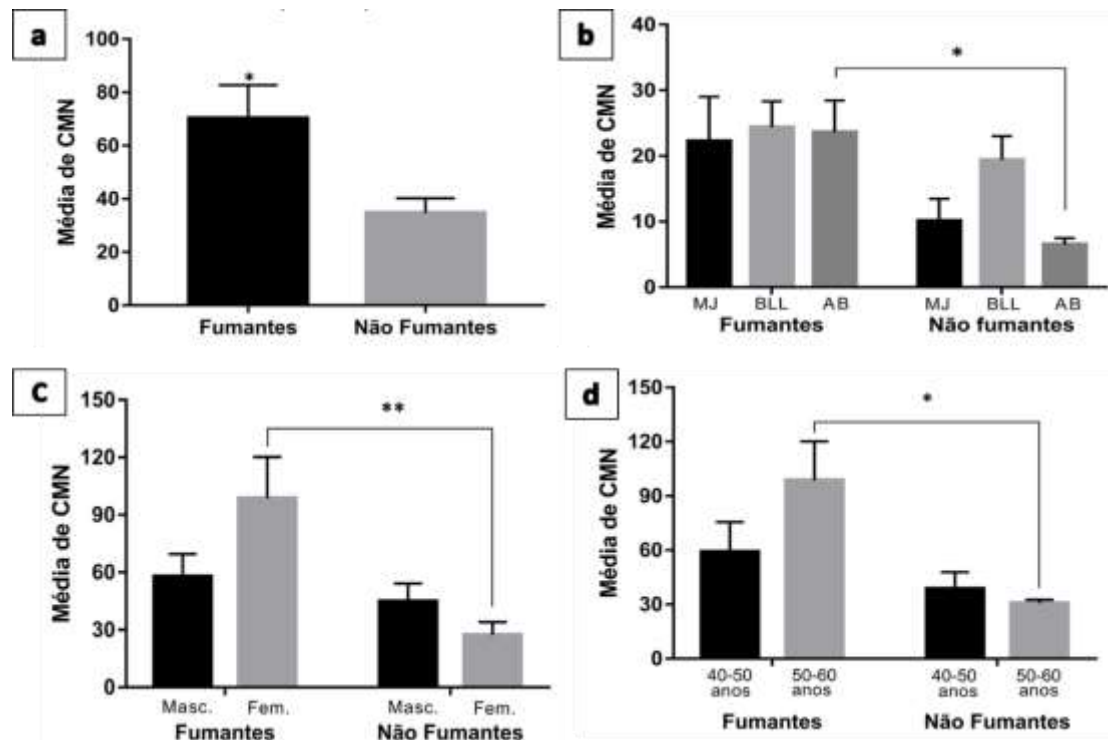 a
100
80
60
40
20
0
Média de CMN
*
Fumantes Não Fumantes
b
40
30
20
10
0
Média de CMN
*
MJ BLL AB MJ BLL AB
Fumantes Não fumantes
c
150
120
90
60
30
0
Média de CMN
**
Masc. Fem. Masc. Fem.
Fumantes Não Fumantes
d
150
120
90
60
30
0
Média de CMN
*
40-50 50-60 40-50 50-60
anos anos anos anos
Fumantes Não Fumantes